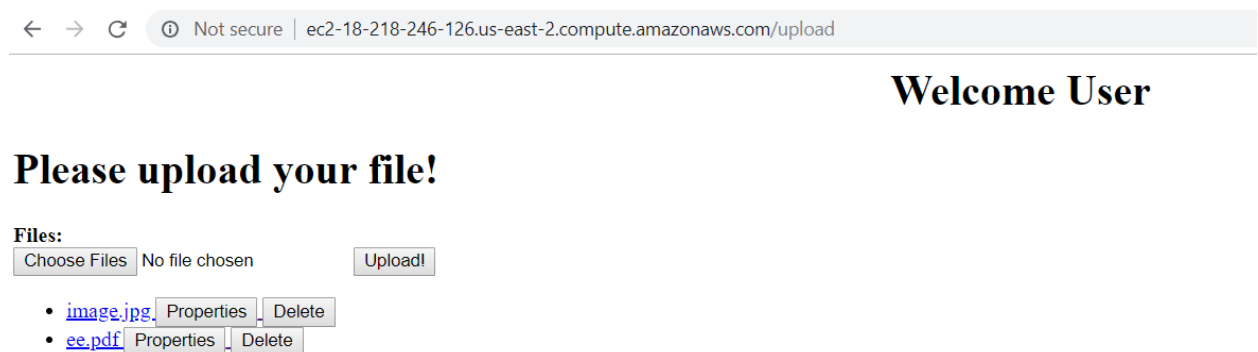 Not secure | ec2-18-218-246-126.us-east-2.compute.amazonaws.com/upload
Welcome User
Please upload your file!
Files:
Choose Files No file chosen Upload!
image.jpg Properties Delete
ee.pdf Properties Delete